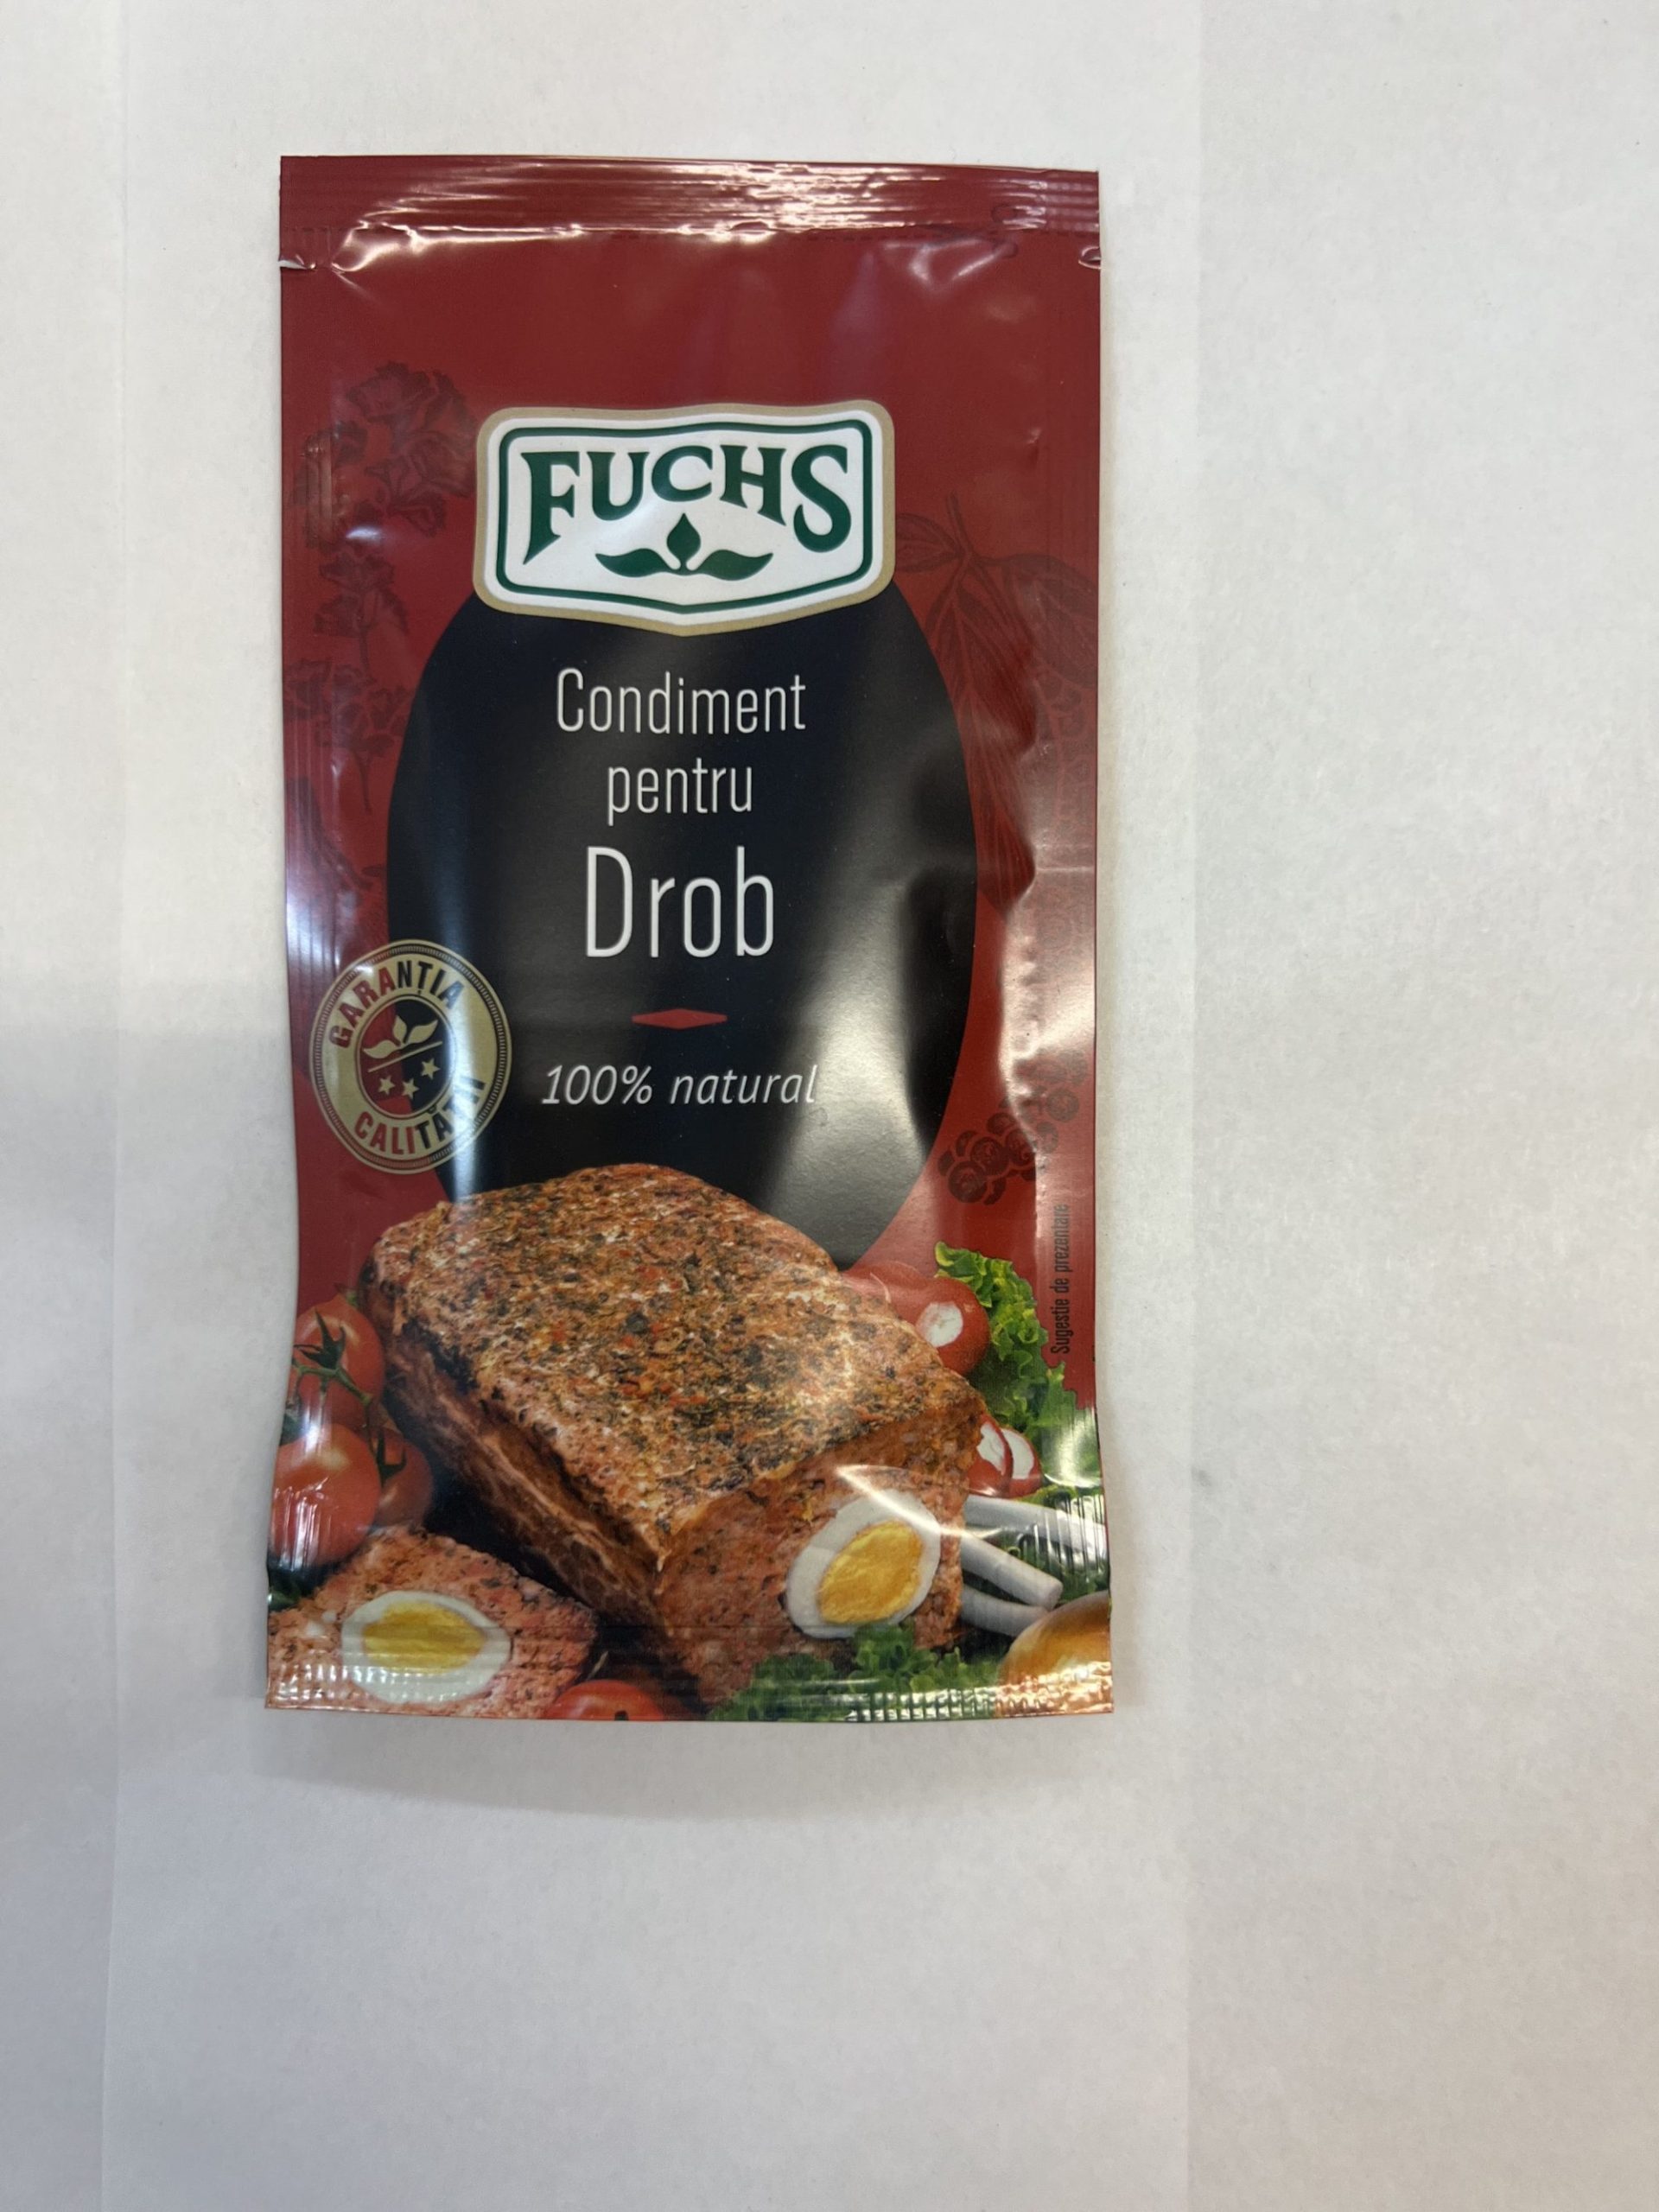 FUCHS
Condiment
pentru
Drob
GARANȚIA
CALITĂȚII
100% natural
Sugestie de prezentare